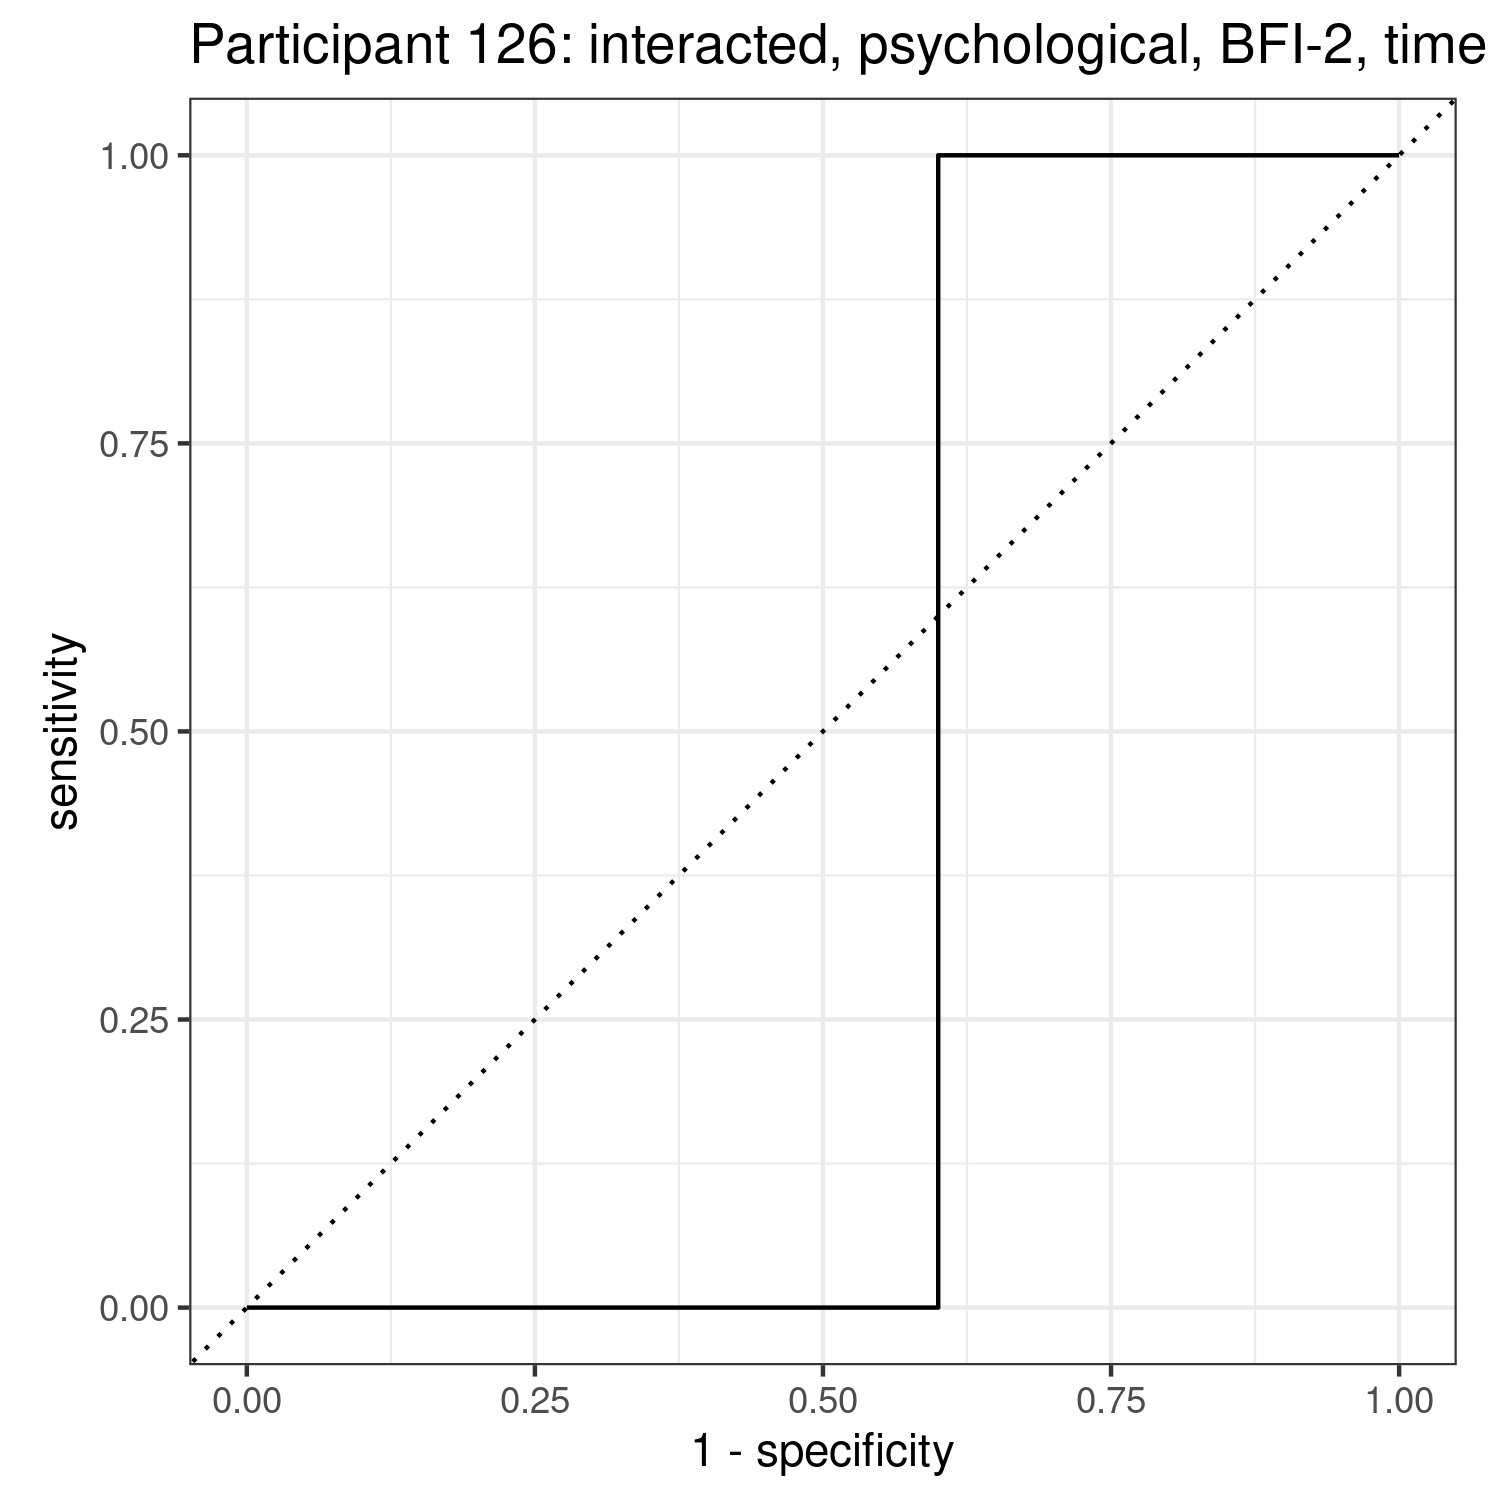 Participant 126: interacted, psychological, BFI-2, time
1.00
0.75
0.50
0.25
0.00
sensitivity
0.00 0.25 0.50 0.75 1.00
1 - specificity